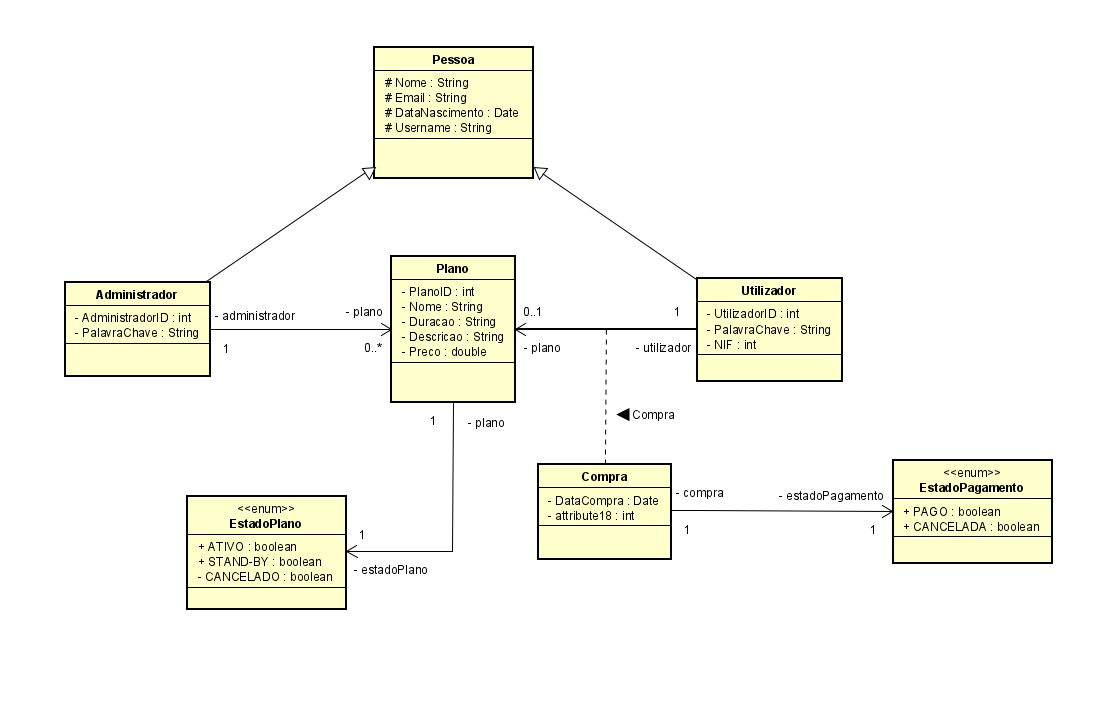 Pessoa
# Nome : String
# Email : String
# DataNascimento : Date
# Username : String
Administrador
- AdministradorID : int
- PalavraChave : String
- administrador
1
- plano
0..*
Plano
- PlanoID : int
- Nome : String
- Duracao : String
- Descricao : String
- Preco : double
0..1
- plano
1
- utilizador
Utilizador
- UtilizadorID : int
- PalavraChave : String
- NIF : int
1
- plano
Compra
Compra
- DataCompra : Date
- attribute18 : int
- compra
1
- estadoPagamento
1
<<enum>>
EstadoPagamento
+ PAGO : boolean
+ CANCELADA : boolean
<<enum>>
EstadoPlano
+ ATIVO : boolean
+ STAND-BY : boolean
- CANCELADO : boolean
1
- estadoPlano